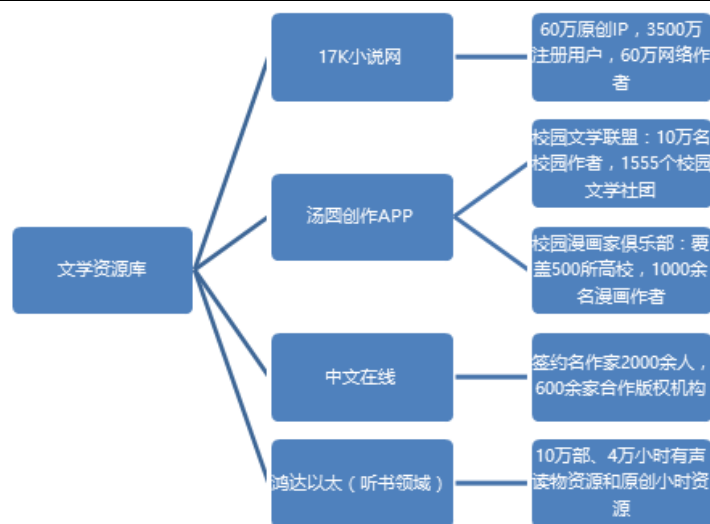 文学资源库
17K小说网
60万原创IP，3500万
注册用户，60万网络作
者
汤圆创作APP
校园文学联盟：10万名
校园作者，1555个校园
文学社团
校园漫画家俱乐部：覆
盖500所高校，1000余
名漫画作者
中文在线
签约名作家2000余人，
600余家合作版权机构
鸿达以太（听书领域）
10万部、4万小时有声
读物资源和原创小时资
源